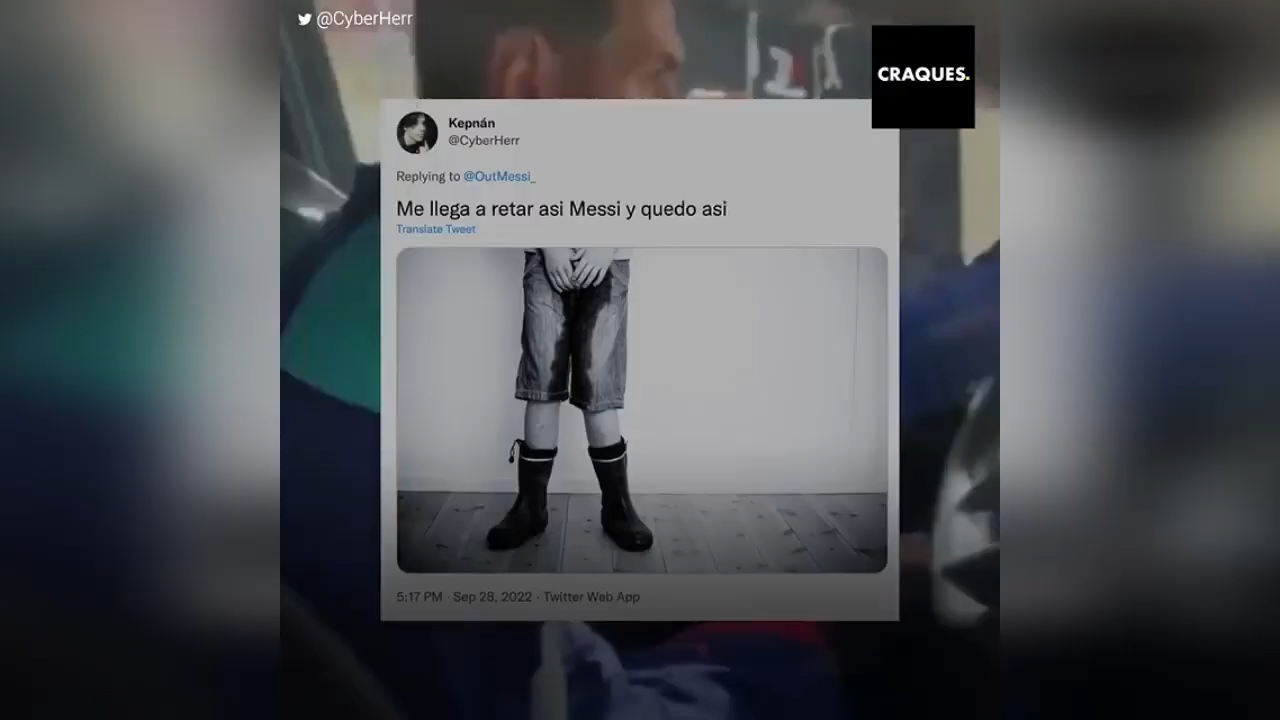 @CyberHerr
CRAQUES.
Kepnán
@CyberHerr
Replying to @OutMessi_
Me llega a retar asi Messi y quedo asi
Translate Tweet
5:17 PM · Sep 28, 2022 · Twitter Web App